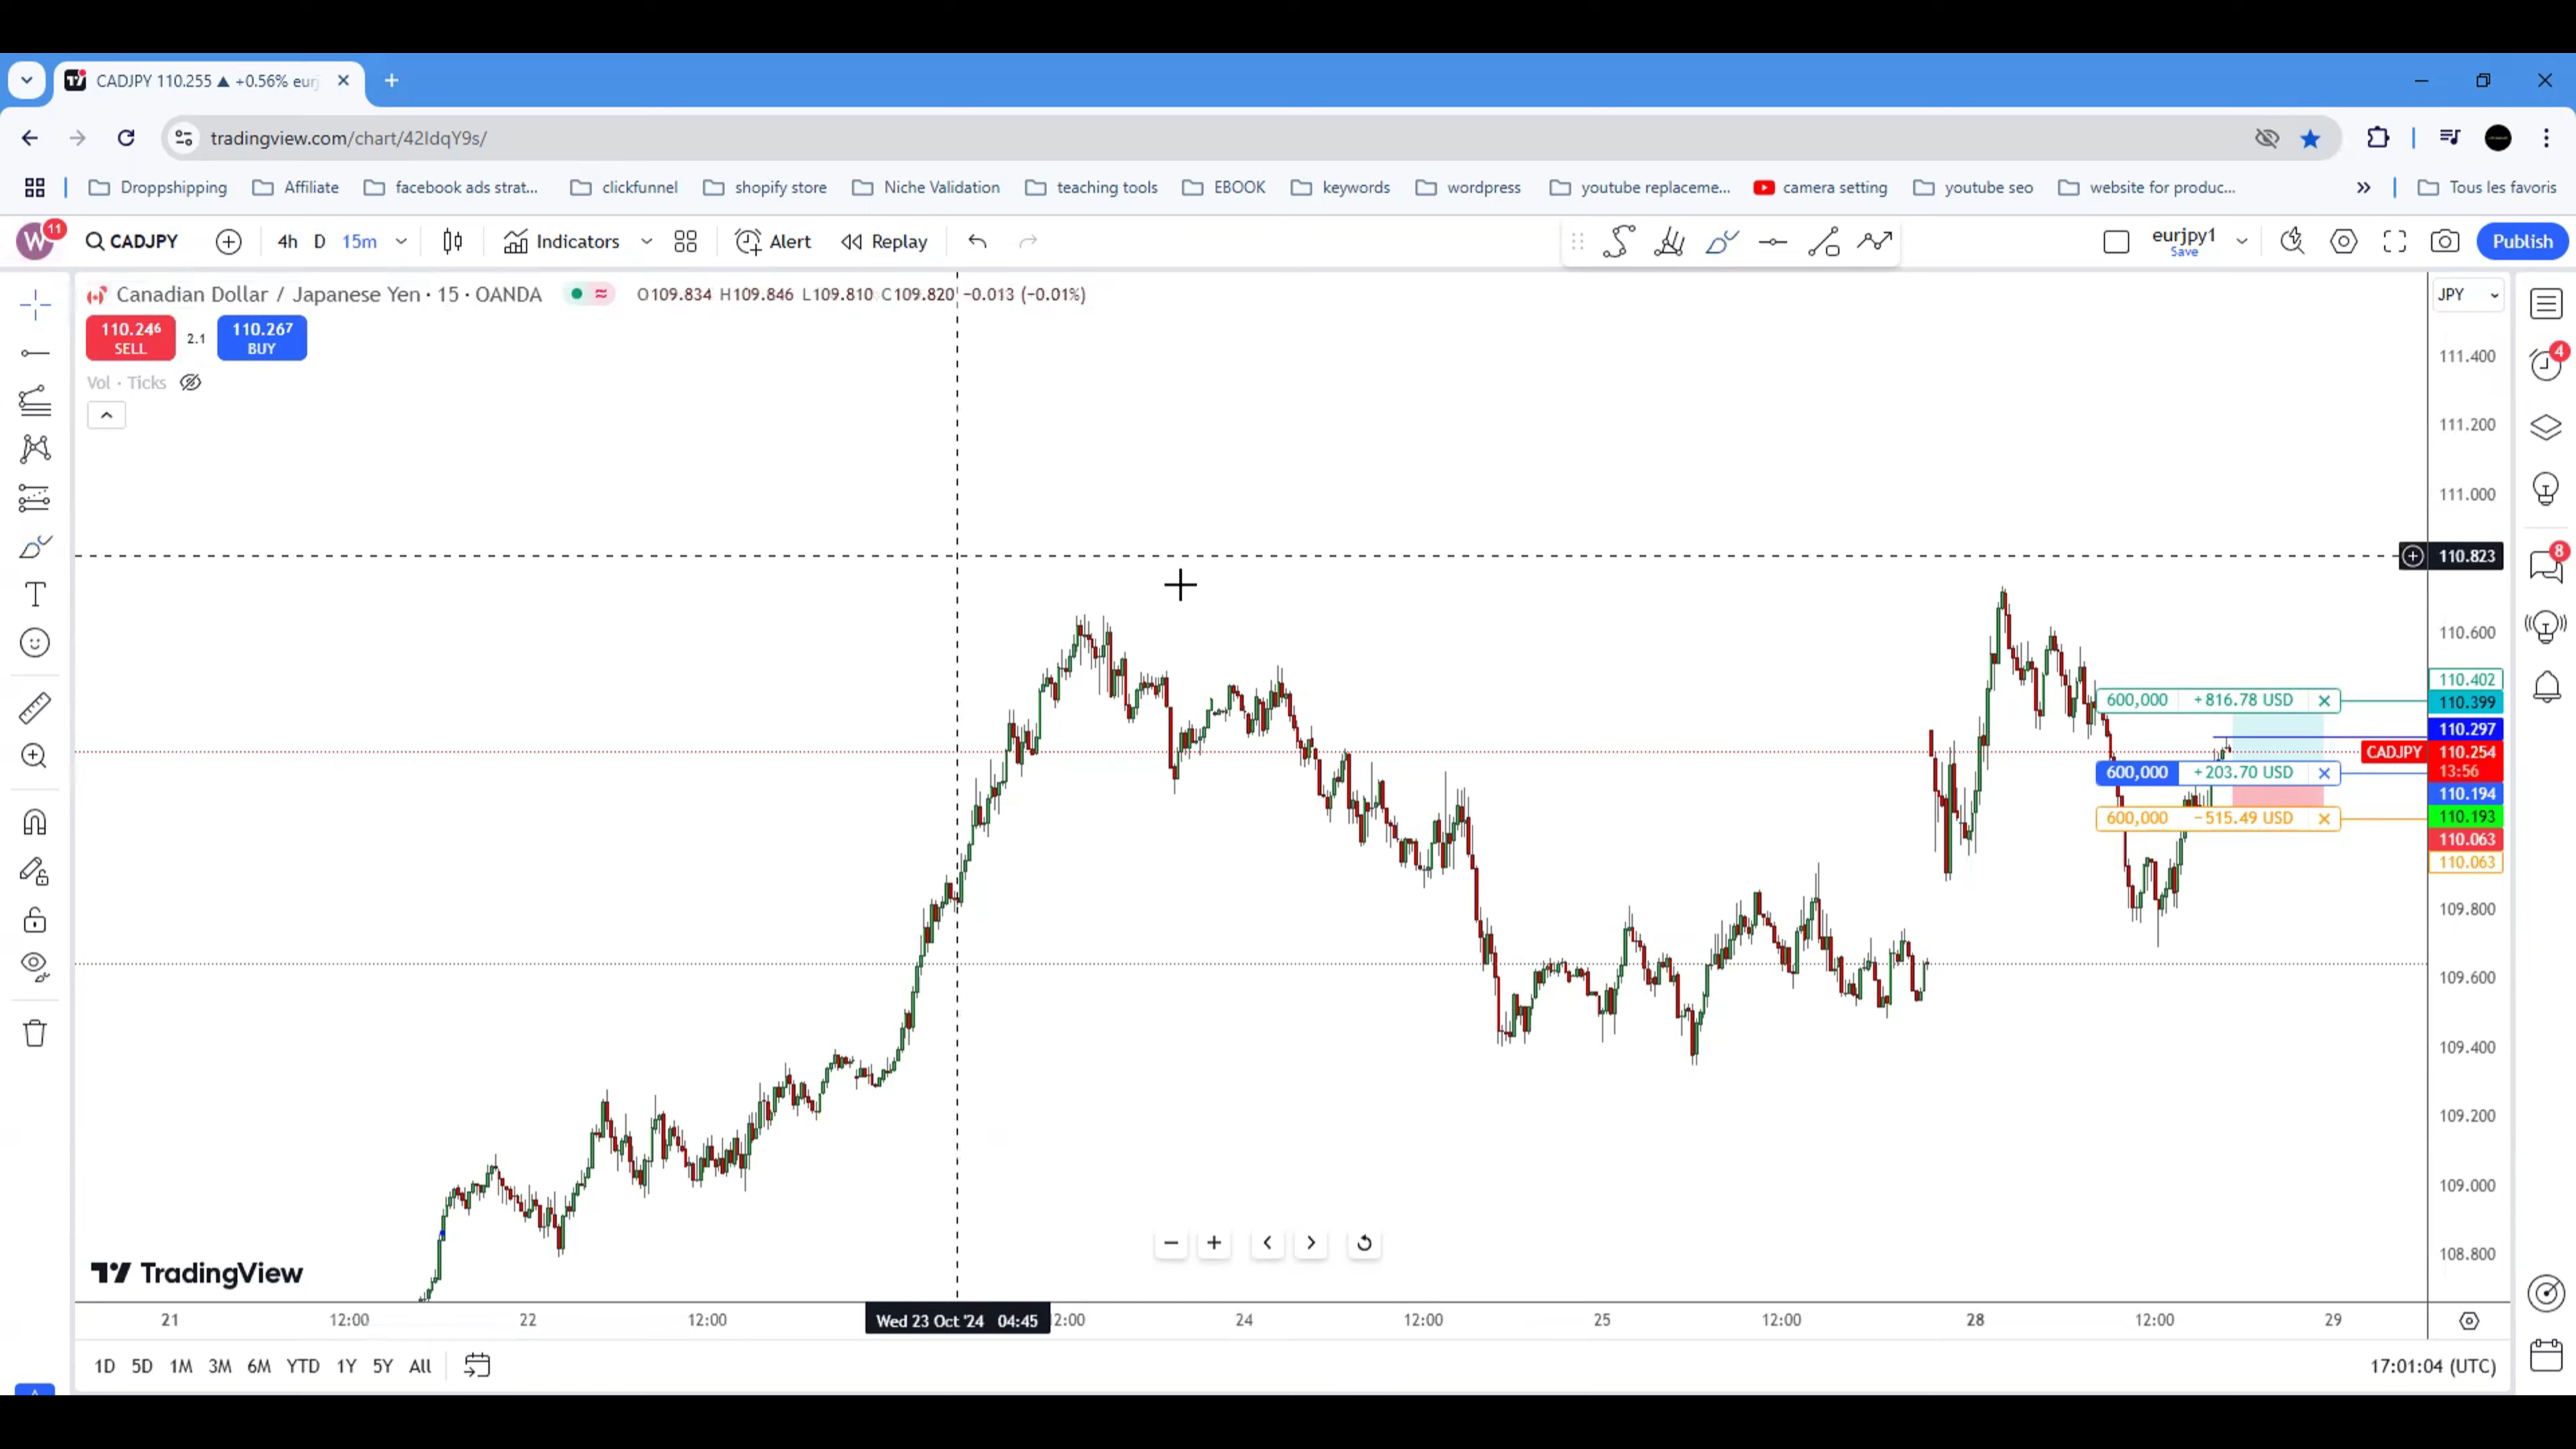 CADJPY 110.255 ▲ +0.56% eurj
tradingview.com/chart/42IdqY9s/
Droppshipping Affiliate facebook ads strat... clickfunnel shopify store Niche Validation teaching tools EBOOK keywords wordpress youtube replaceme... camera setting youtube seo website for produc... Tous les favoris
W 11 CADJPY 4h D 15m Indicators Alert Replay eurjpy1 Publish
Save
Canadian Dollar / Japanese Yen · 15 · OANDA O109.834 H109.846 L109.810 C109.820 −0.013 (−0.01%) JPY
110.246 2.1 110.267
SELL BUY
Vol · Ticks
4
111.400
111.200
111.000
110.823
8
110.600
110.402
600,000 +816.78 USD 110.399
110.297
CADJPY 110.254
13:56
600,000 +203.70 USD
110.194
600,000 −515.49 USD 110.193
110.063
110.063
109.800
109.600
109.400
109.200
109.000
108.800
TradingView
21 12:00 22 12:00 Wed 23 Oct '24 04:45 2:00 24 12:00 25 12:00 28 12:00 29
1D 5D 1M 3M 6M YTD 1Y 5Y All 17:01:04 (UTC)